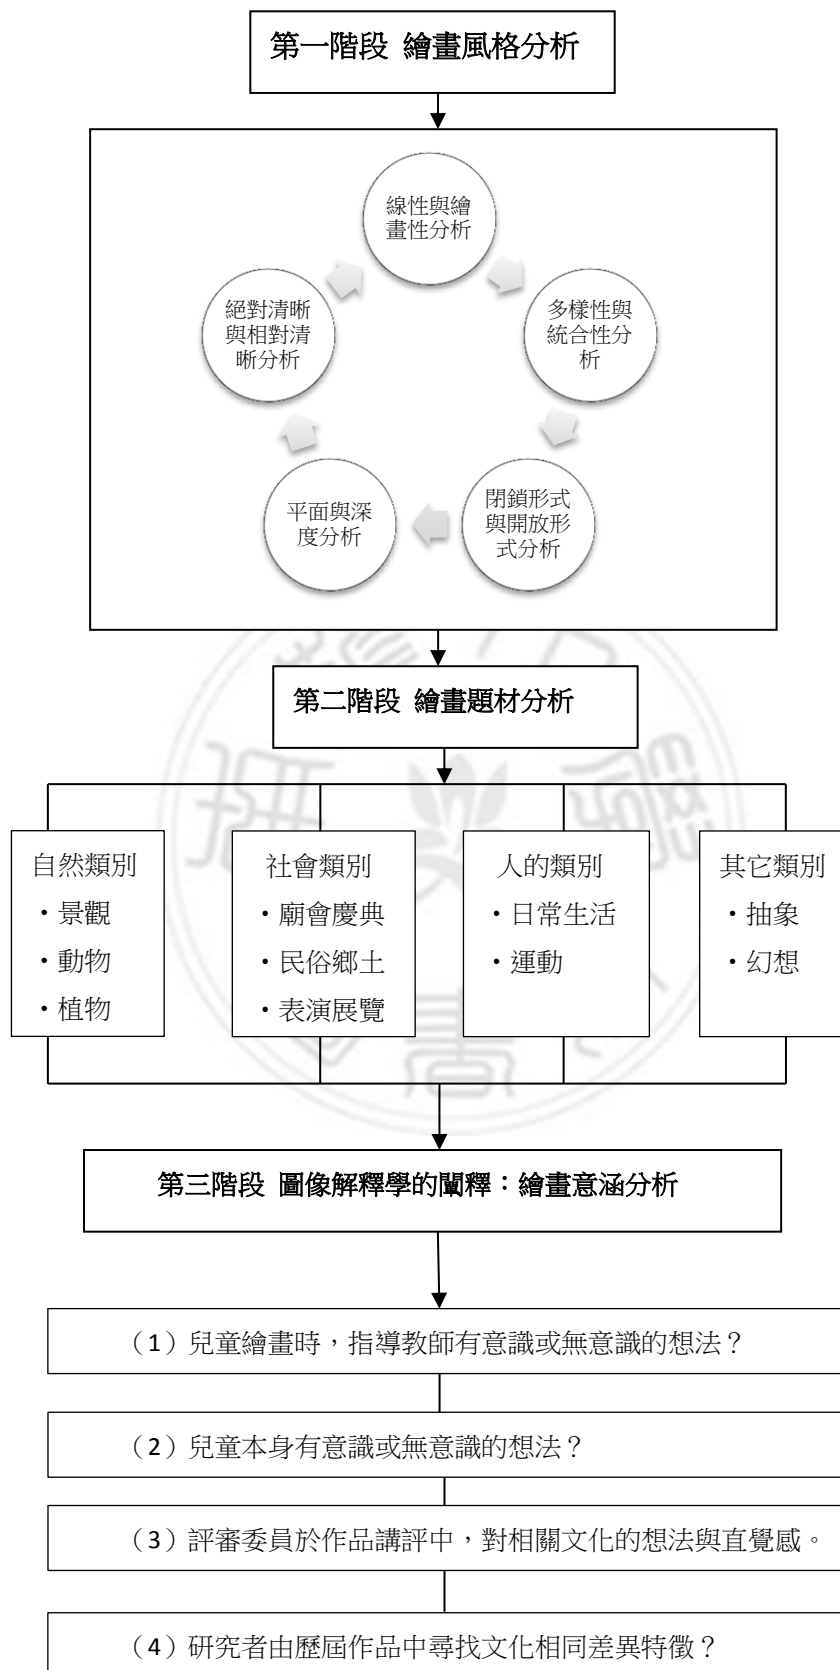 第一階段 繪畫風格分析
線性與繪
畫性分析
多樣性與
統合性分
析
閉鎖形式
與開放形
式分析
平面與深
度分析
絕對清晰
與相對清
晰分析
第二階段 繪畫題材分析
自然類別
・景觀
・動物
・植物
社會類別
・廟會慶典
・民俗鄉土
・表演展覽
人的類別
・日常生活
・運動
其它類別
・抽象
・幻想
第三階段 圖像解釋學的闡釋：繪畫意涵分析
（1）兒童繪畫時，指導教師有意識或無意識的想法？
（2）兒童本身有意識或無意識的想法？
（3）評審委員於作品講評中，對相關文化的想法與直覺感。
（4）研究者由歷屆作品中尋找文化相同差異特徵？